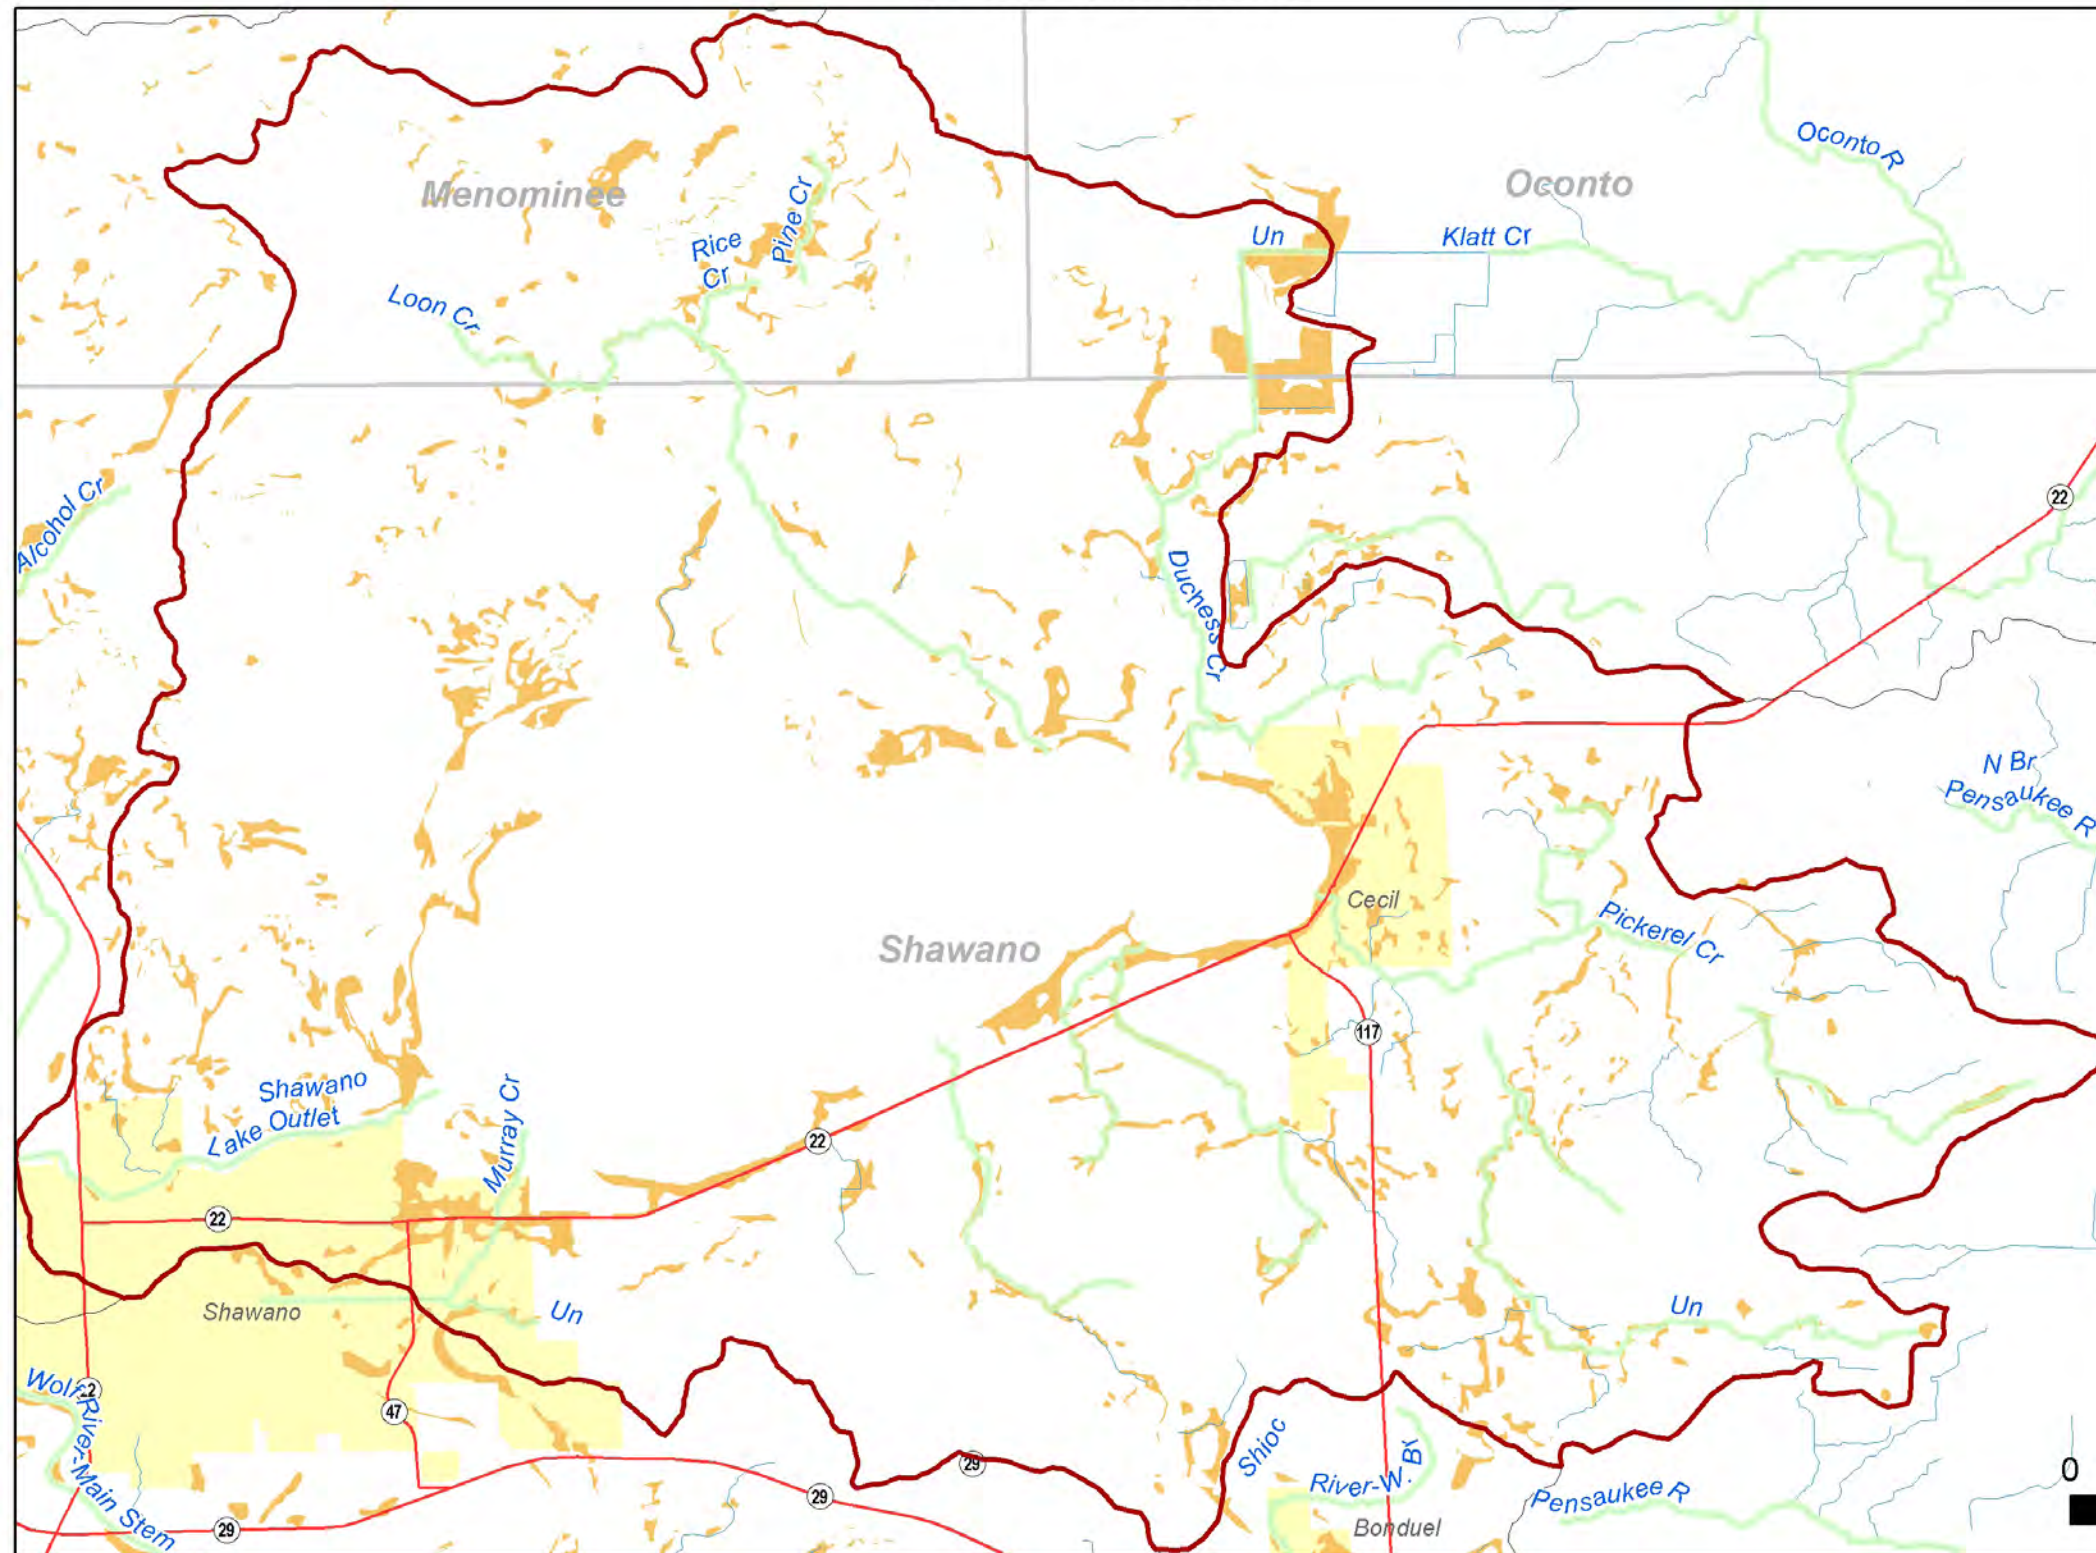 Oconto R
Menominee
Oconto
Pine Cr
Rice
Cr
Un
Klatt Cr
Loon Cr
22
Alcohol Cr
Duchess Cr
N Br
Pensaukee R
Cecil
Pickerel Cr
Shawano
117
Shawano
Lake Outlet
Murray Cr
22
22
Shawano
Un
Un
Wolf River-Main Stem
22
47
Shioc
River-W. Br
29
29
29
Pensaukee R
Bonduel
0